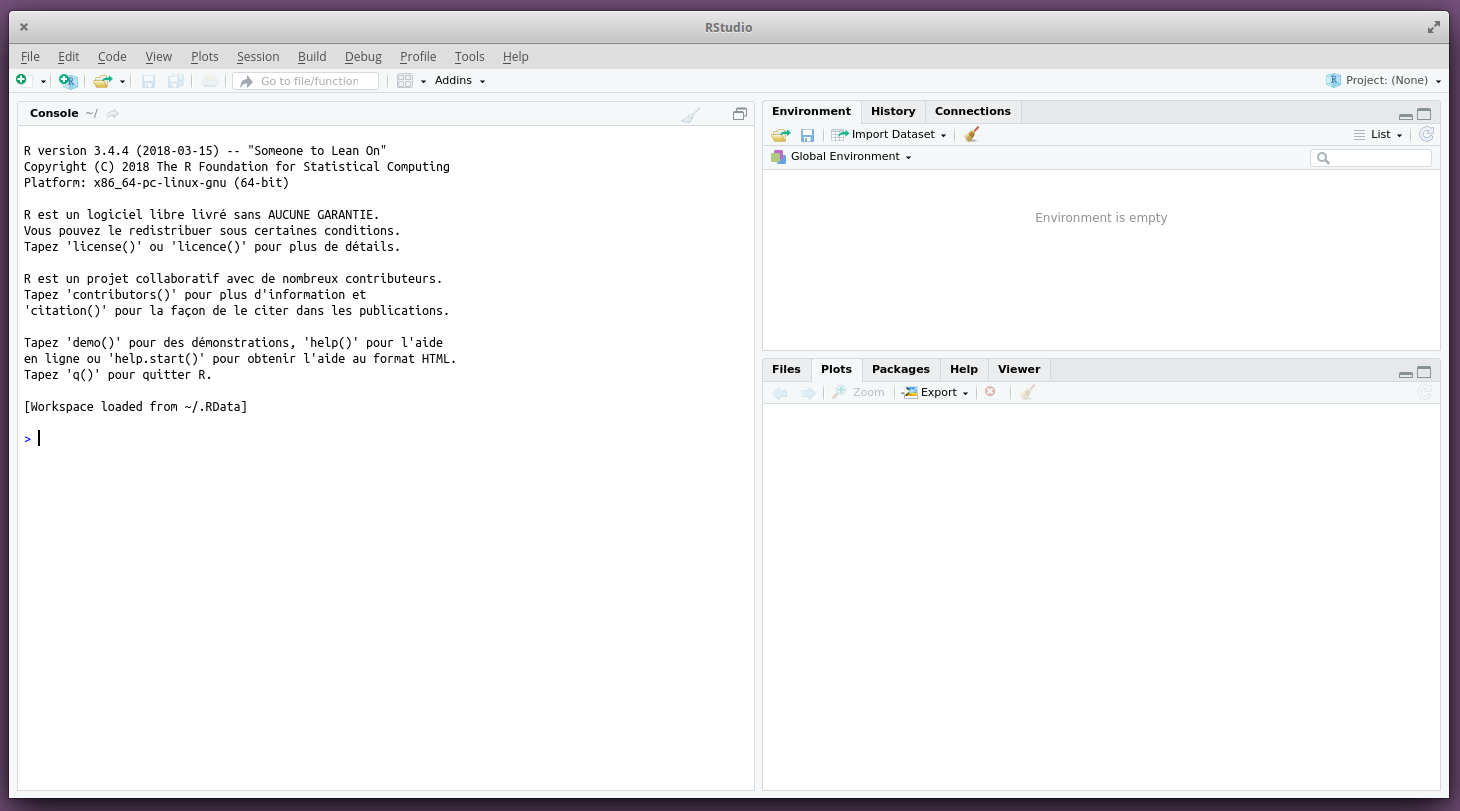 RStudio
File Edit Code View Plots Session Build Debug Profile Tools Help
Go to file/function Addins Project: (None)
Console ~/
R version 3.4.4 (2018-03-15) -- "Someone to Lean On"
Copyright (C) 2018 The R Foundation for Statistical Computing
Platform: x86_64-pc-linux-gnu (64-bit)
R est un logiciel libre livré sans AUCUNE GARANTIE.
Vous pouvez le redistribuer sous certaines conditions.
Tapez 'license()' ou 'licence()' pour plus de détails.
R est un projet collaboratif avec de nombreux contributeurs.
Tapez 'contributors()' pour plus d'information et
'citation()' pour la façon de le citer dans les publications.
Tapez 'demo()' pour des démonstrations, 'help()' pour l'aide
en ligne ou 'help.start()' pour obtenir l'aide au format HTML.
Tapez 'q()' pour quitter R.
[Workspace loaded from ~/.RData]
>
Environment History Connections
Import Dataset List
Global Environment
Environment is empty
Files Plots Packages Help Viewer
Zoom Export